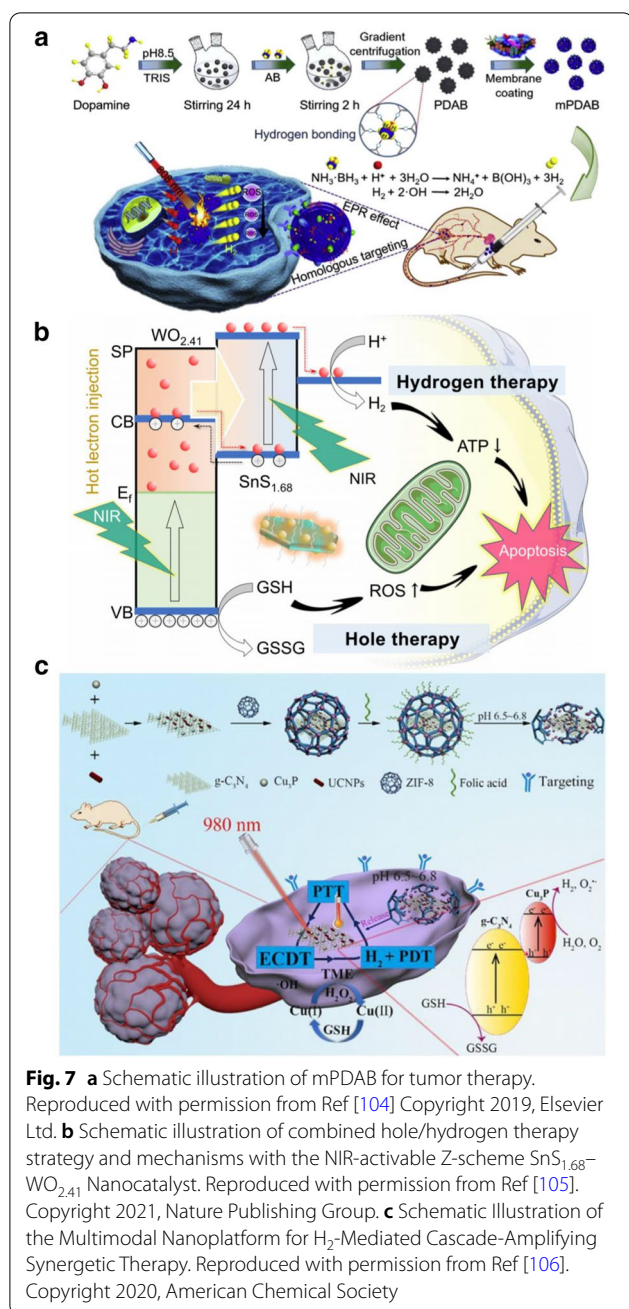 a
Dopamine
pH8.5
TRIS
Stirring 24 h
AB
Stirring 2 h
Gradient
centrifugation
PDAB
Membrane
coating
mPDAB
Hydrogen bonding
NH₃·BH₃ + H⁺ + 3H₂O → NH₄⁺ + B(OH)₃ + 3H₂
H₂ + 2·OH → 2H₂O
ROS
ROS
H₂
EPR effect
Homologous targeting
b
Hot lectron injection
SP
WO₂.₄₁
CB
Ef
NIR
VB
SnS₁.₆₈
NIR
H⁺
H₂
Hydrogen therapy
ATP ↓
Apoptosis
GSH
ROS ↑
GSSG
Hole therapy
c
+
+
pH 6.5~6.8
g-C₃N₄
Cu₃P
UCNPs
ZIF-8
Folic acid
Targeting
980 nm
pH 6.5~6.8
PTT
Release
ECDT
H₂ + PDT
TME
·OH
H₂O₂
Cu(I)
Cu(II)
GSH
g-C₃N₄
Cu₃P
e⁻ e⁻
e⁻ e⁻
h⁺ h⁺
h⁺ h⁺
H₂, O₂•⁻
H₂O, O₂
GSH
GSSG
Fig. 7 a Schematic illustration of mPDAB for tumor therapy.
Reproduced with permission from Ref [104] Copyright 2019, Elsevier
Ltd. b Schematic illustration of combined hole/hydrogen therapy
strategy and mechanisms with the NIR-activable Z-scheme SnS₁.₆₈–
WO₂.₄₁ Nanocatalyst. Reproduced with permission from Ref [105].
Copyright 2021, Nature Publishing Group. c Schematic Illustration of
the Multimodal Nanoplatform for H₂-Mediated Cascade-Amplifying
Synergetic Therapy. Reproduced with permission from Ref [106].
Copyright 2020, American Chemical Society